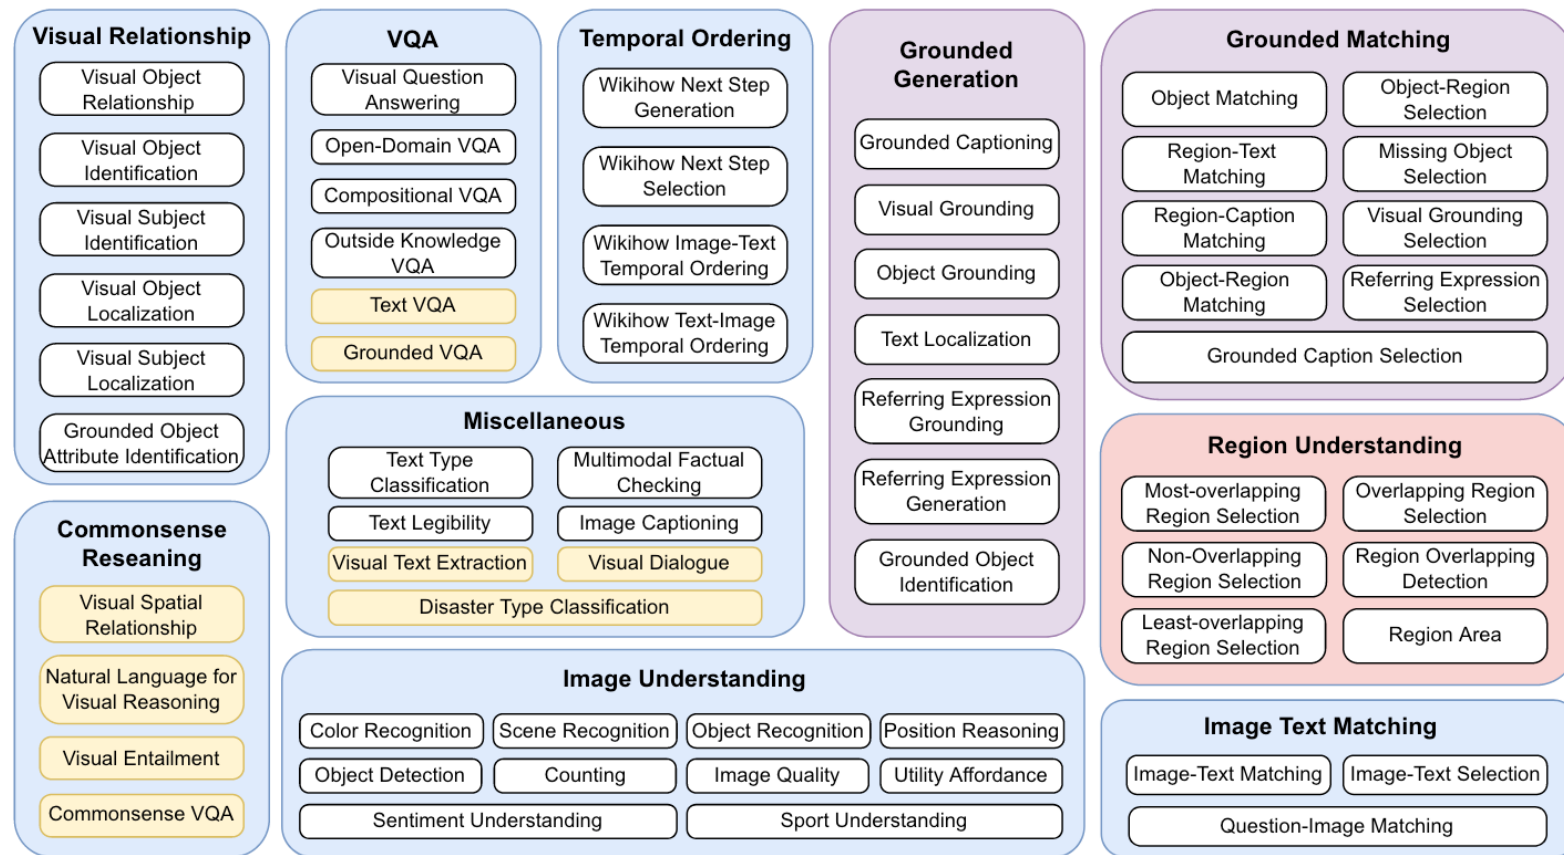 Visual Relationship
Visual Object
Relationship
Visual Object
Identification
Visual Subject
Identification
Visual Object
Localization
Visual Subject
Localization
Grounded Object
Attribute Identification
Commonsense
Reseaning
Visual Spatial
Relationship
Natural Language for
Visual Reasoning
Visual Entailment
Commonsense VQA
VQA
Visual Question
Answering
Open-Domain VQA
Compositional VQA
Outside Knowledge
VQA
Text VQA
Grounded VQA
Temporal Ordering
Wikihow Next Step
Generation
Wikihow Next Step
Selection
Wikihow Image-Text
Temporal Ordering
Wikihow Text-Image
Temporal Ordering
Miscellaneous
Text Type
Classification
Multimodal Factual
Checking
Text Legibility
Image Captioning
Visual Text Extraction
Visual Dialogue
Disaster Type Classification
Grounded
Generation
Grounded Captioning
Visual Grounding
Object Grounding
Text Localization
Referring Expression
Grounding
Referring Expression
Generation
Grounded Object
Identification
Image Understanding
Color Recognition
Scene Recognition
Object Recognition
Position Reasoning
Object Detection
Counting
Image Quality
Utility Affordance
Sentiment Understanding
Sport Understanding
Grounded Matching
Object Matching
Object-Region
Selection
Region-Text
Matching
Missing Object
Selection
Region-Caption
Matching
Visual Grounding
Selection
Object-Region
Matching
Referring Expression
Selection
Grounded Caption Selection
Region Understanding
Most-overlapping
Region Selection
Overlapping Region
Selection
Non-Overlapping
Region Selection
Region Overlapping
Detection
Least-overlapping
Region Selection
Region Area
Image Text Matching
Image-Text Matching
Image-Text Selection
Question-Image Matching